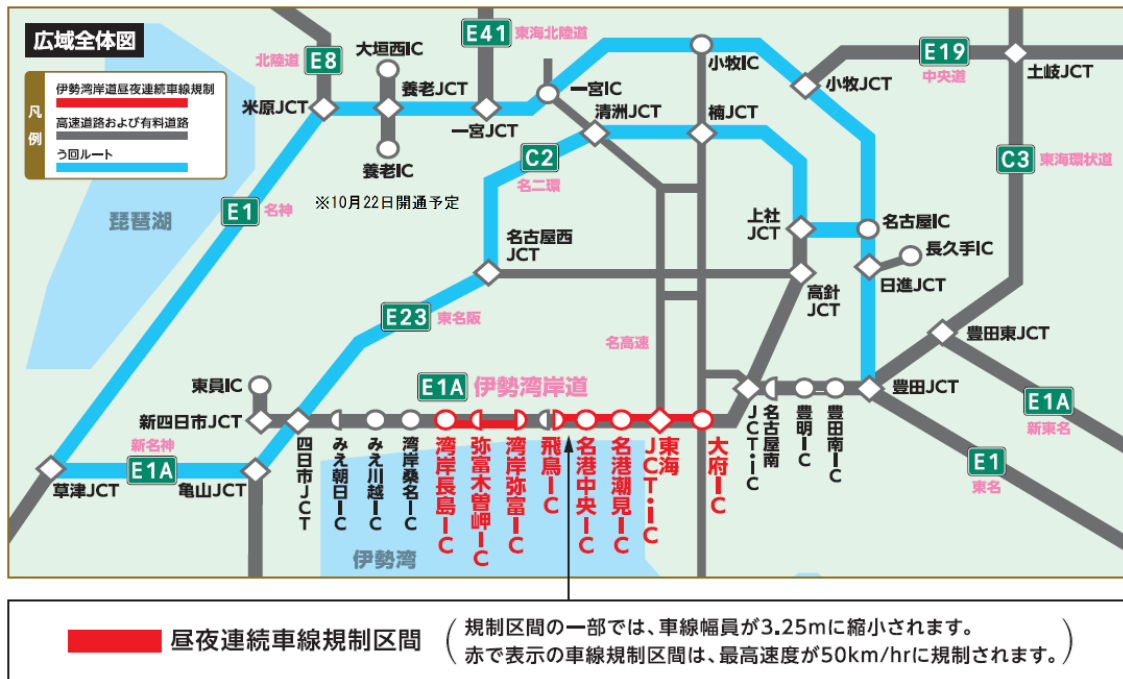 広域全体図
凡例
伊勢湾岸道昼夜連続車線規制
高速道路および有料道路
う回ルート
E41
東海北陸道
大垣西IC
北陸道
E8
米原JCT
養老JCT
一宮JCT
一宮IC
小牧IC
小牧JCT
E19
中央道
土岐JCT
清洲JCT
楠JCT
養老IC
C2
名二環
C3
東海環状道
※10月22日開通予定
E1
名神
琵琶湖
名古屋西
JCT
上社
JCT
名古屋IC
長久手IC
日進JCT
高針
JCT
E23
東名阪
名高速
豊田東JCT
東員IC
E1A
伊勢湾岸道
豊田JCT
新四日市JCT
新名神
E1A
草津JCT
亀山JCT
四日市JCT
みえ朝日IC
みえ川越IC
湾岸桑名IC
湾岸長島IC
弥富木曽岬IC
湾岸弥富IC
飛島IC
名港中央IC
名港潮見IC
東海
JCT・IC
大府IC
名古屋南
JCT・IC
豊明IC
豊田南IC
E1A
新東名
E1
東名
伊勢湾
昼夜連続車線規制区間
(規制区間の一部では、車線幅員が3.25mに縮小されます。
赤で表示の車線規制区間は、最高速度が50km/hrに規制されます。)